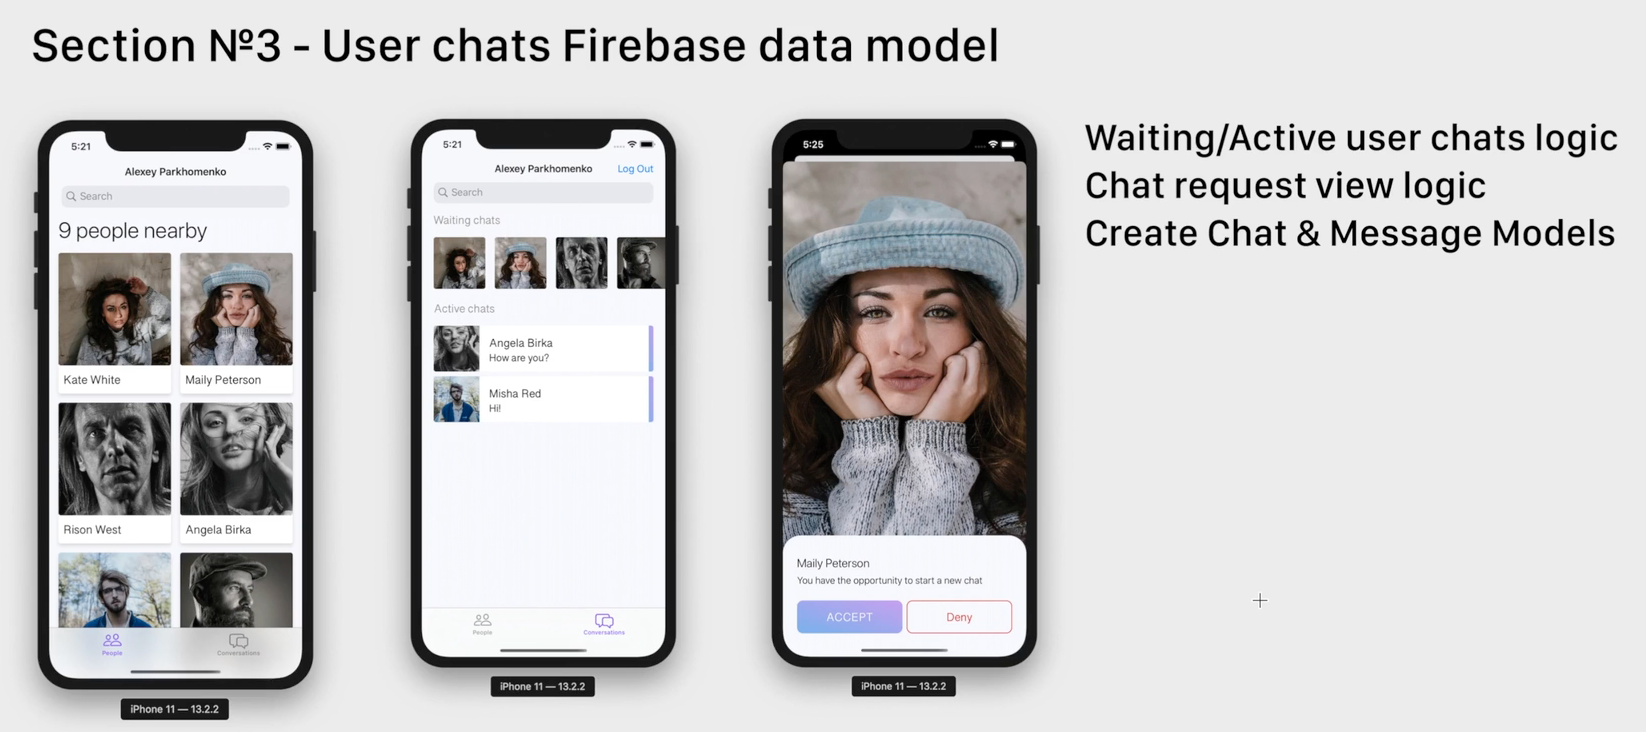 Section №3 - User chats Firebase data model
5:21
Alexey Parkhomenko
Search
9 people nearby
Kate White
Maily Peterson
Rison West
Angela Birka
People
Conversations
iPhone 11 — 13.2.2
5:21
Alexey Parkhomenko
Log Out
Search
Waiting chats
Active chats
Angela Birka
How are you?
Misha Red
Hi!
People
Conversations
iPhone 11 — 13.2.2
5:25
Maily Peterson
You have the opportunity to start a new chat
ACCEPT
Deny
iPhone 11 — 13.2.2
Waiting/Active user chats logic
Chat request view logic
Create Chat & Message Models